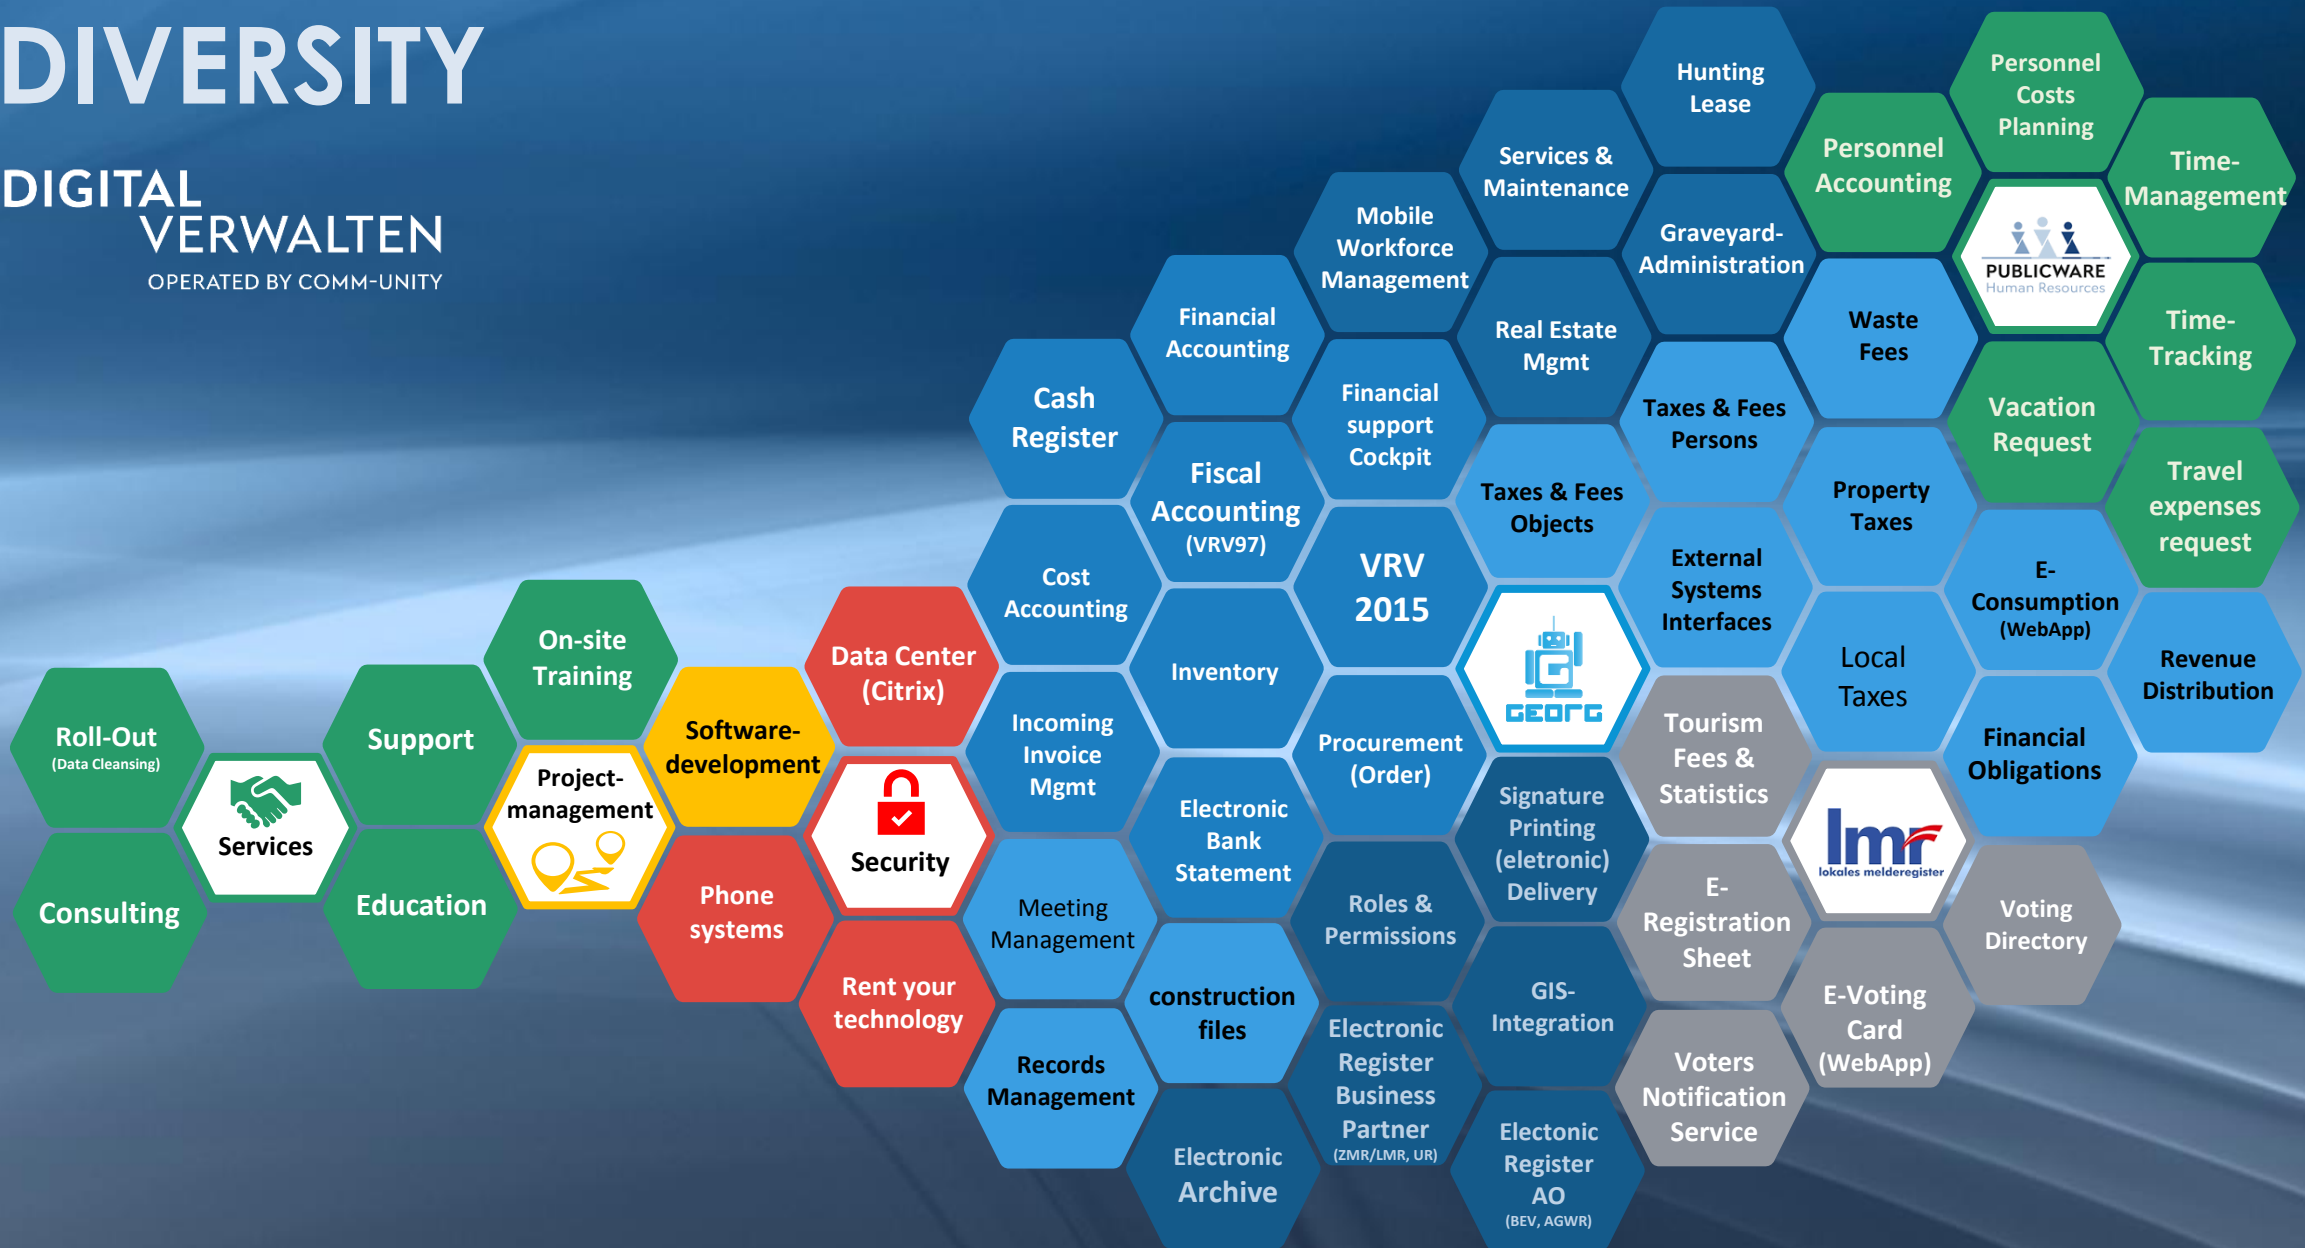 DIVERSITY
DIGITAL
VERWALTEN
OPERATED BY COMM-UNITY
Roll-Out
(Data Cleansing)
Consulting
Services
Support
Education
On-site
Training
Project-
management
Software-
development
Phone
systems
Data Center
(Citrix)
Security
Rent your
technology
Cash
Register
Cost
Accounting
Incoming
Invoice
Mgmt
Meeting
Management
Records
Management
Financial
Accounting
Fiscal
Accounting
(VRV97)
Inventory
Electronic
Bank
Statement
construction
files
Electronic
Archive
Mobile
Workforce
Management
Financial
support
Cockpit
VRV
2015
Procurement
(Order)
Roles &
Permissions
Electronic
Register
Business
Partner
(ZMR/LMR, UR)
Services &
Maintenance
Real Estate
Mgmt
Taxes & Fees
Objects
GEORG
Signature
Printing
(eletronic)
Delivery
GIS-
Integration
Electonic
Register
AO
(BEV, AGWR)
Hunting
Lease
Graveyard-
Administration
Taxes & Fees
Persons
External
Systems
Interfaces
Tourism
Fees &
Statistics
E-
Registration
Sheet
Voters
Notification
Service
Personnel
Accounting
Waste
Fees
Property
Taxes
Local
Taxes
lmr
lokales melderegister
E-Voting
Card
(WebApp)
Personnel
Costs
Planning
PUBLICWARE
Human Resources
Vacation
Request
E-
Consumption
(WebApp)
Financial
Obligations
Voting
Directory
Time-
Management
Time-
Tracking
Travel
expenses
request
Revenue
Distribution